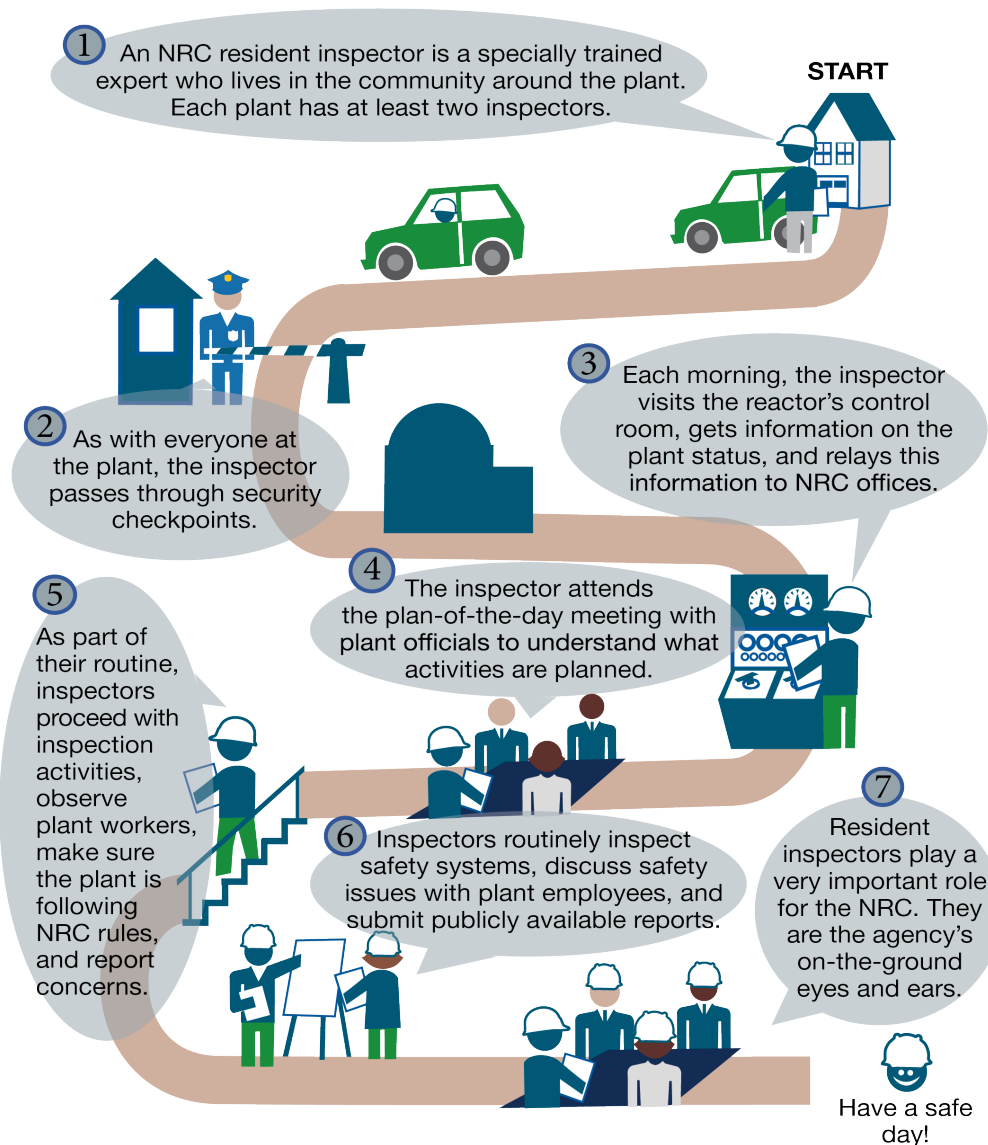 1
An NRC resident inspector is a specially trained
expert who lives in the community around the plant.
Each plant has at least two inspectors.
START
2
As with everyone at
the plant, the inspector
passes through security
checkpoints.
3
Each morning, the inspector
visits the reactor's control
room, gets information on the
plant status, and relays this
information to NRC offices.
4
The inspector attends
the plan-of-the-day meeting with
plant officials to understand what
activities are planned.
5
As part of
their routine,
inspectors
proceed with
inspection
activities,
observe
plant workers,
make sure
the plant is
following
NRC rules,
and report
concerns.
6
Inspectors routinely inspect
safety systems, discuss safety
issues with plant employees, and
submit publicly available reports.
7
Resident
inspectors play a
very important role
for the NRC. They
are the agency's
on-the-ground
eyes and ears.
Have a safe
day!